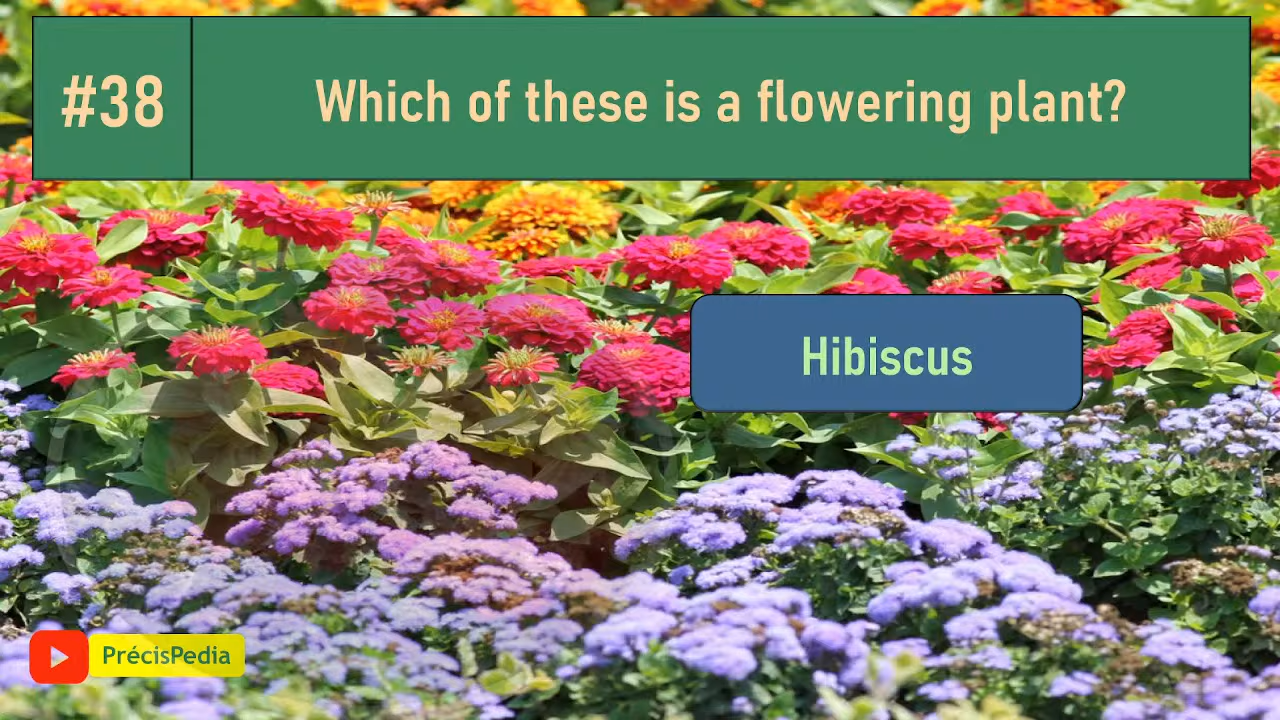 #38
Which of these is a flowering plant?
Hibiscus
PrécisPedia